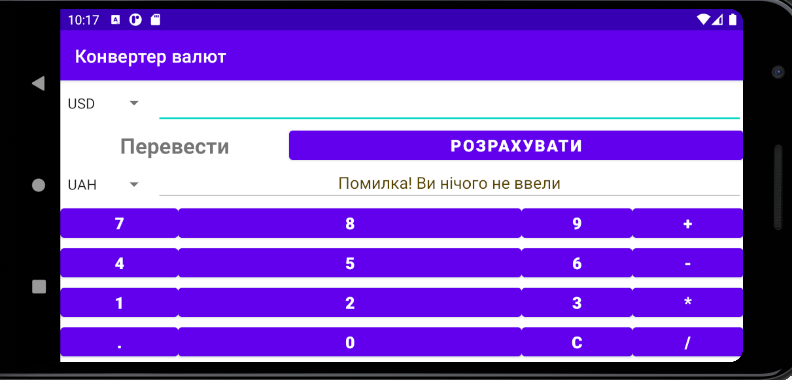 10:17
Конвертер валют
USD
Перевести РОЗРАХУВАТИ
UAH Помилка! Ви нічого не ввели
7 8 9 +
4 5 6 -
1 2 3 *
. 0 C /